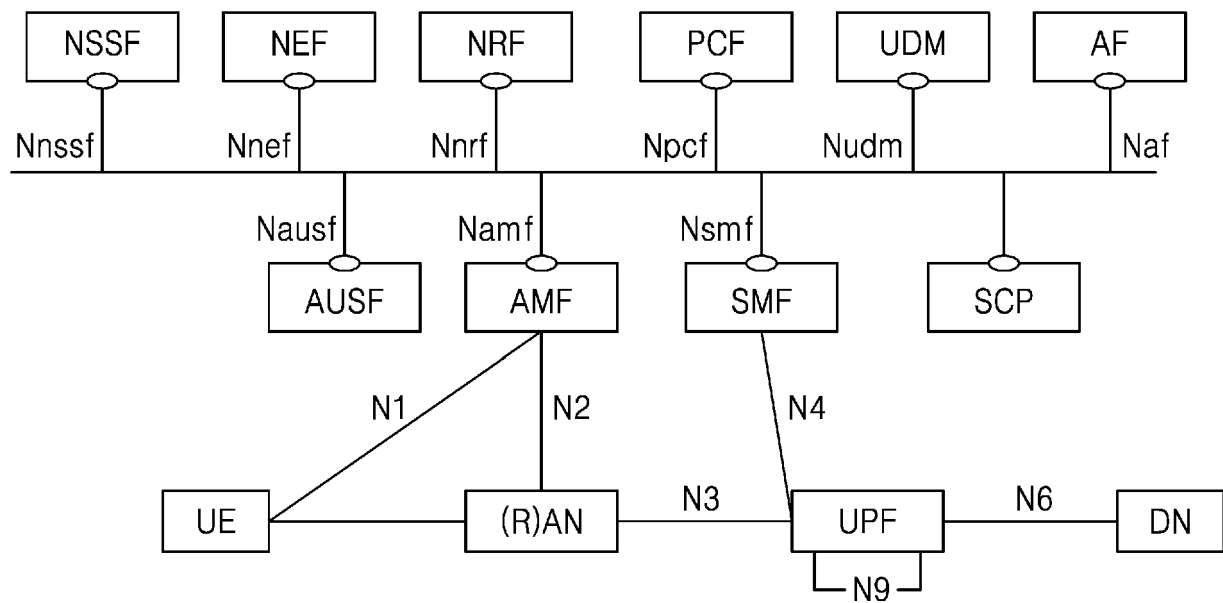 NSSF NEF NRF PCF UDM AF
Nnssf Nnef Nnrf Npcf Nudm Naf
Nausf Namf Nsmf
AUSF AMF SMF SCP
N1 N2 N4
UE (R)AN N3 UPF N6 DN
N9